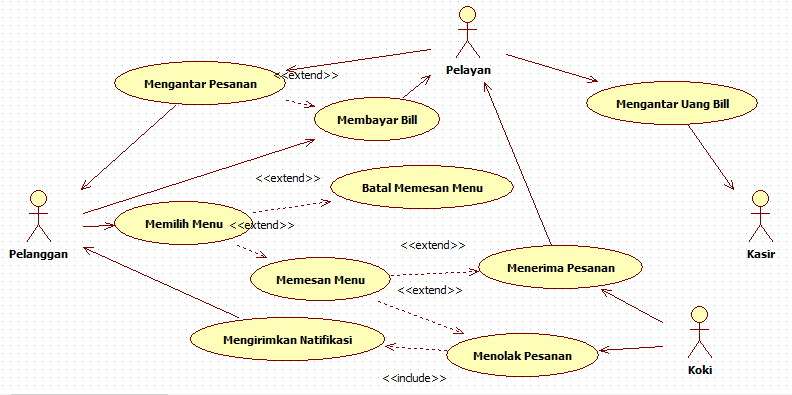 Pelayan
<<extend>>
Mengantar Pesanan
Mengantar Uang Bill
Membayar Bill
<<extend>>
Batal Memesan Menu
Memilih Menu
<<extend>>
Pelanggan
Kasir
<<extend>>
Menerima Pesanan
Memesan Menu
<<extend>>
Mengirimkan Natifikasi
Menolak Pesanan
Koki
<<include>>